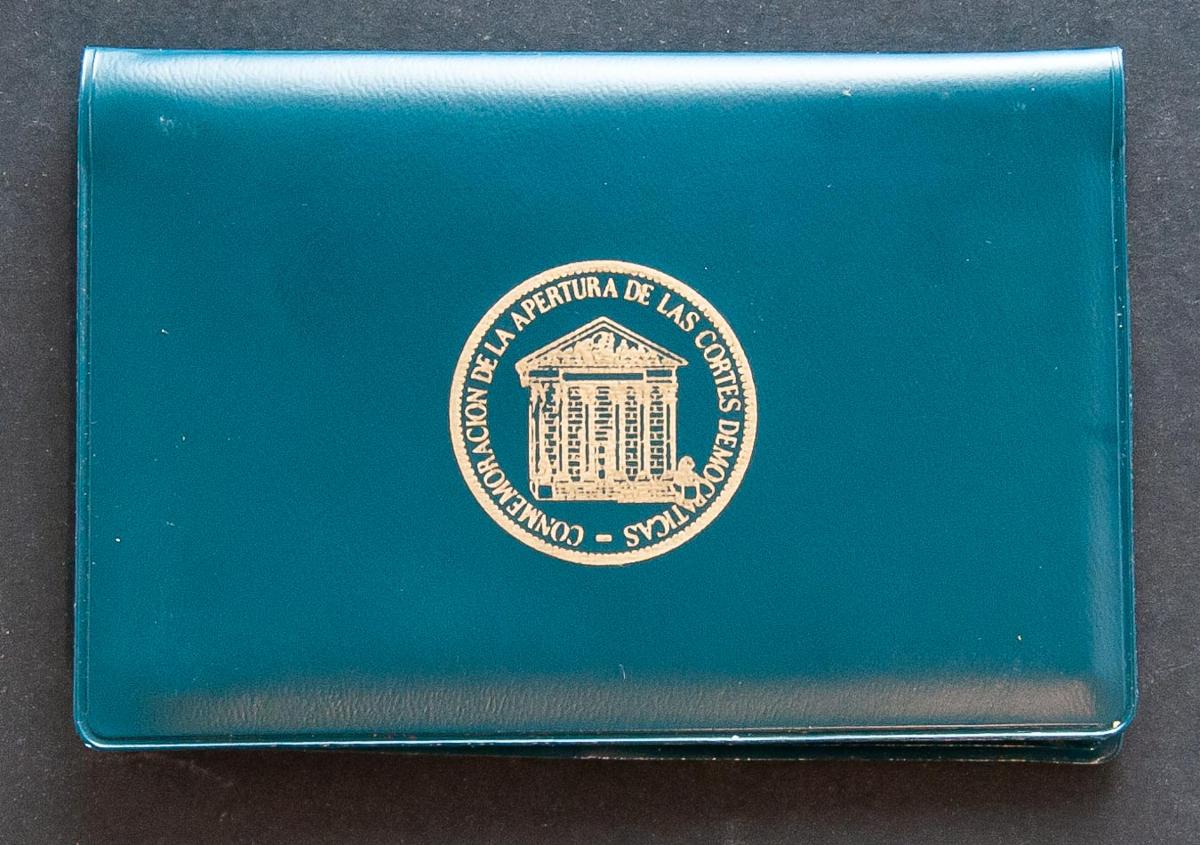 CONMEMORACION DE LA APERTURA DE LAS CORTES DEMOCRATICAS -